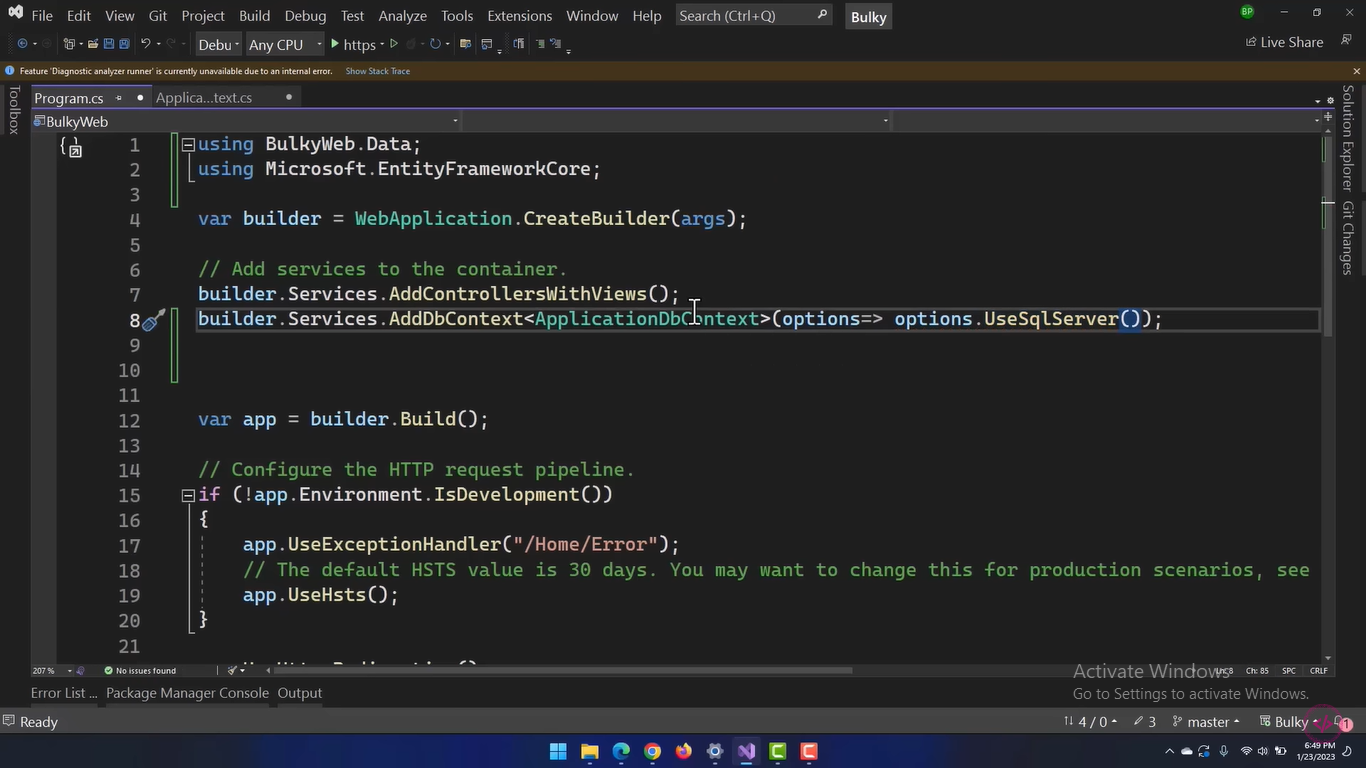 File Edit View Git Project Build Debug Test Analyze Tools Extensions Window Help Search (Ctrl+Q) Bulky BP
Debu Any CPU https Live Share
Feature 'Diagnostic analyzer runner' is currently unavailable due to an internal error. Show Stack Trace
Toolbox
Program.cs Applica...text.cs
BulkyWeb
1 using BulkyWeb.Data;
2 using Microsoft.EntityFrameworkCore;
3
4 var builder = WebApplication.CreateBuilder(args);
5
6 // Add services to the container.
7 builder.Services.AddControllersWithViews();
8 builder.Services.AddDbContext<ApplicationDbContext>(options=> options.UseSqlServer());
9
10
11
12 var app = builder.Build();
13
14 // Configure the HTTP request pipeline.
15 if (!app.Environment.IsDevelopment())
16 {
17 app.UseExceptionHandler("/Home/Error");
18 // The default HSTS value is 30 days. You may want to change this for production scenarios, see
19 app.UseHsts();
20 }
21
Solution Explorer
Git Changes
207 % No issues found Ln: 8 Ch: 85 SPC CRLF
Activate Windows
Go to Settings to activate Windows.
Error List ... Package Manager Console Output
Ready 4 / 0 3 master Bulky 1
6:49 PM
1/23/2023